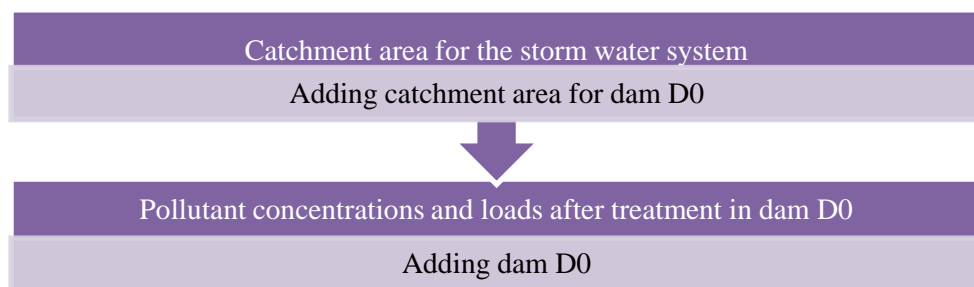 Catchment area for the storm water system
Adding catchment area for dam D0
Pollutant concentrations and loads after treatment in dam D0
Adding dam D0